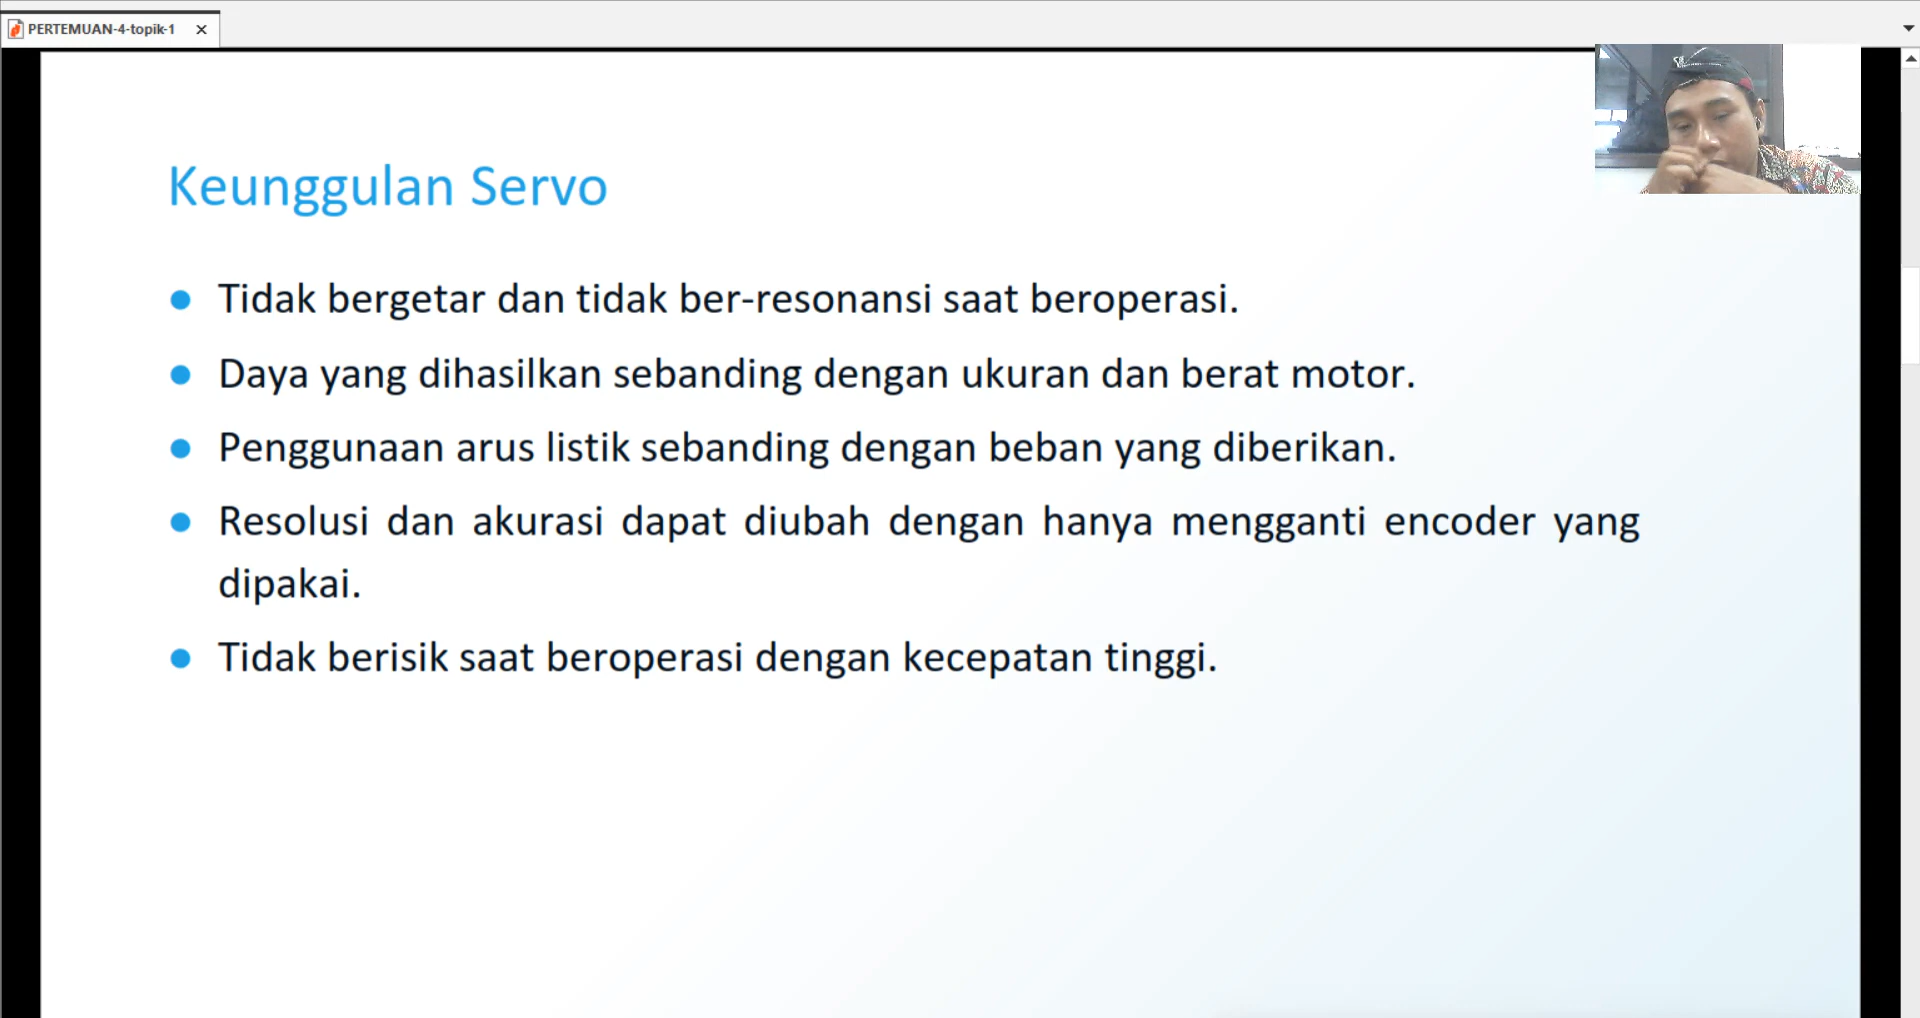 PERTEMUAN-4-topik-1
Keunggulan Servo
Tidak bergetar dan tidak ber-resonansi saat beroperasi.
Daya yang dihasilkan sebanding dengan ukuran dan berat motor.
Penggunaan arus listik sebanding dengan beban yang diberikan.
Resolusi dan akurasi dapat diubah dengan hanya mengganti encoder yang
dipakai.
Tidak berisik saat beroperasi dengan kecepatan tinggi.